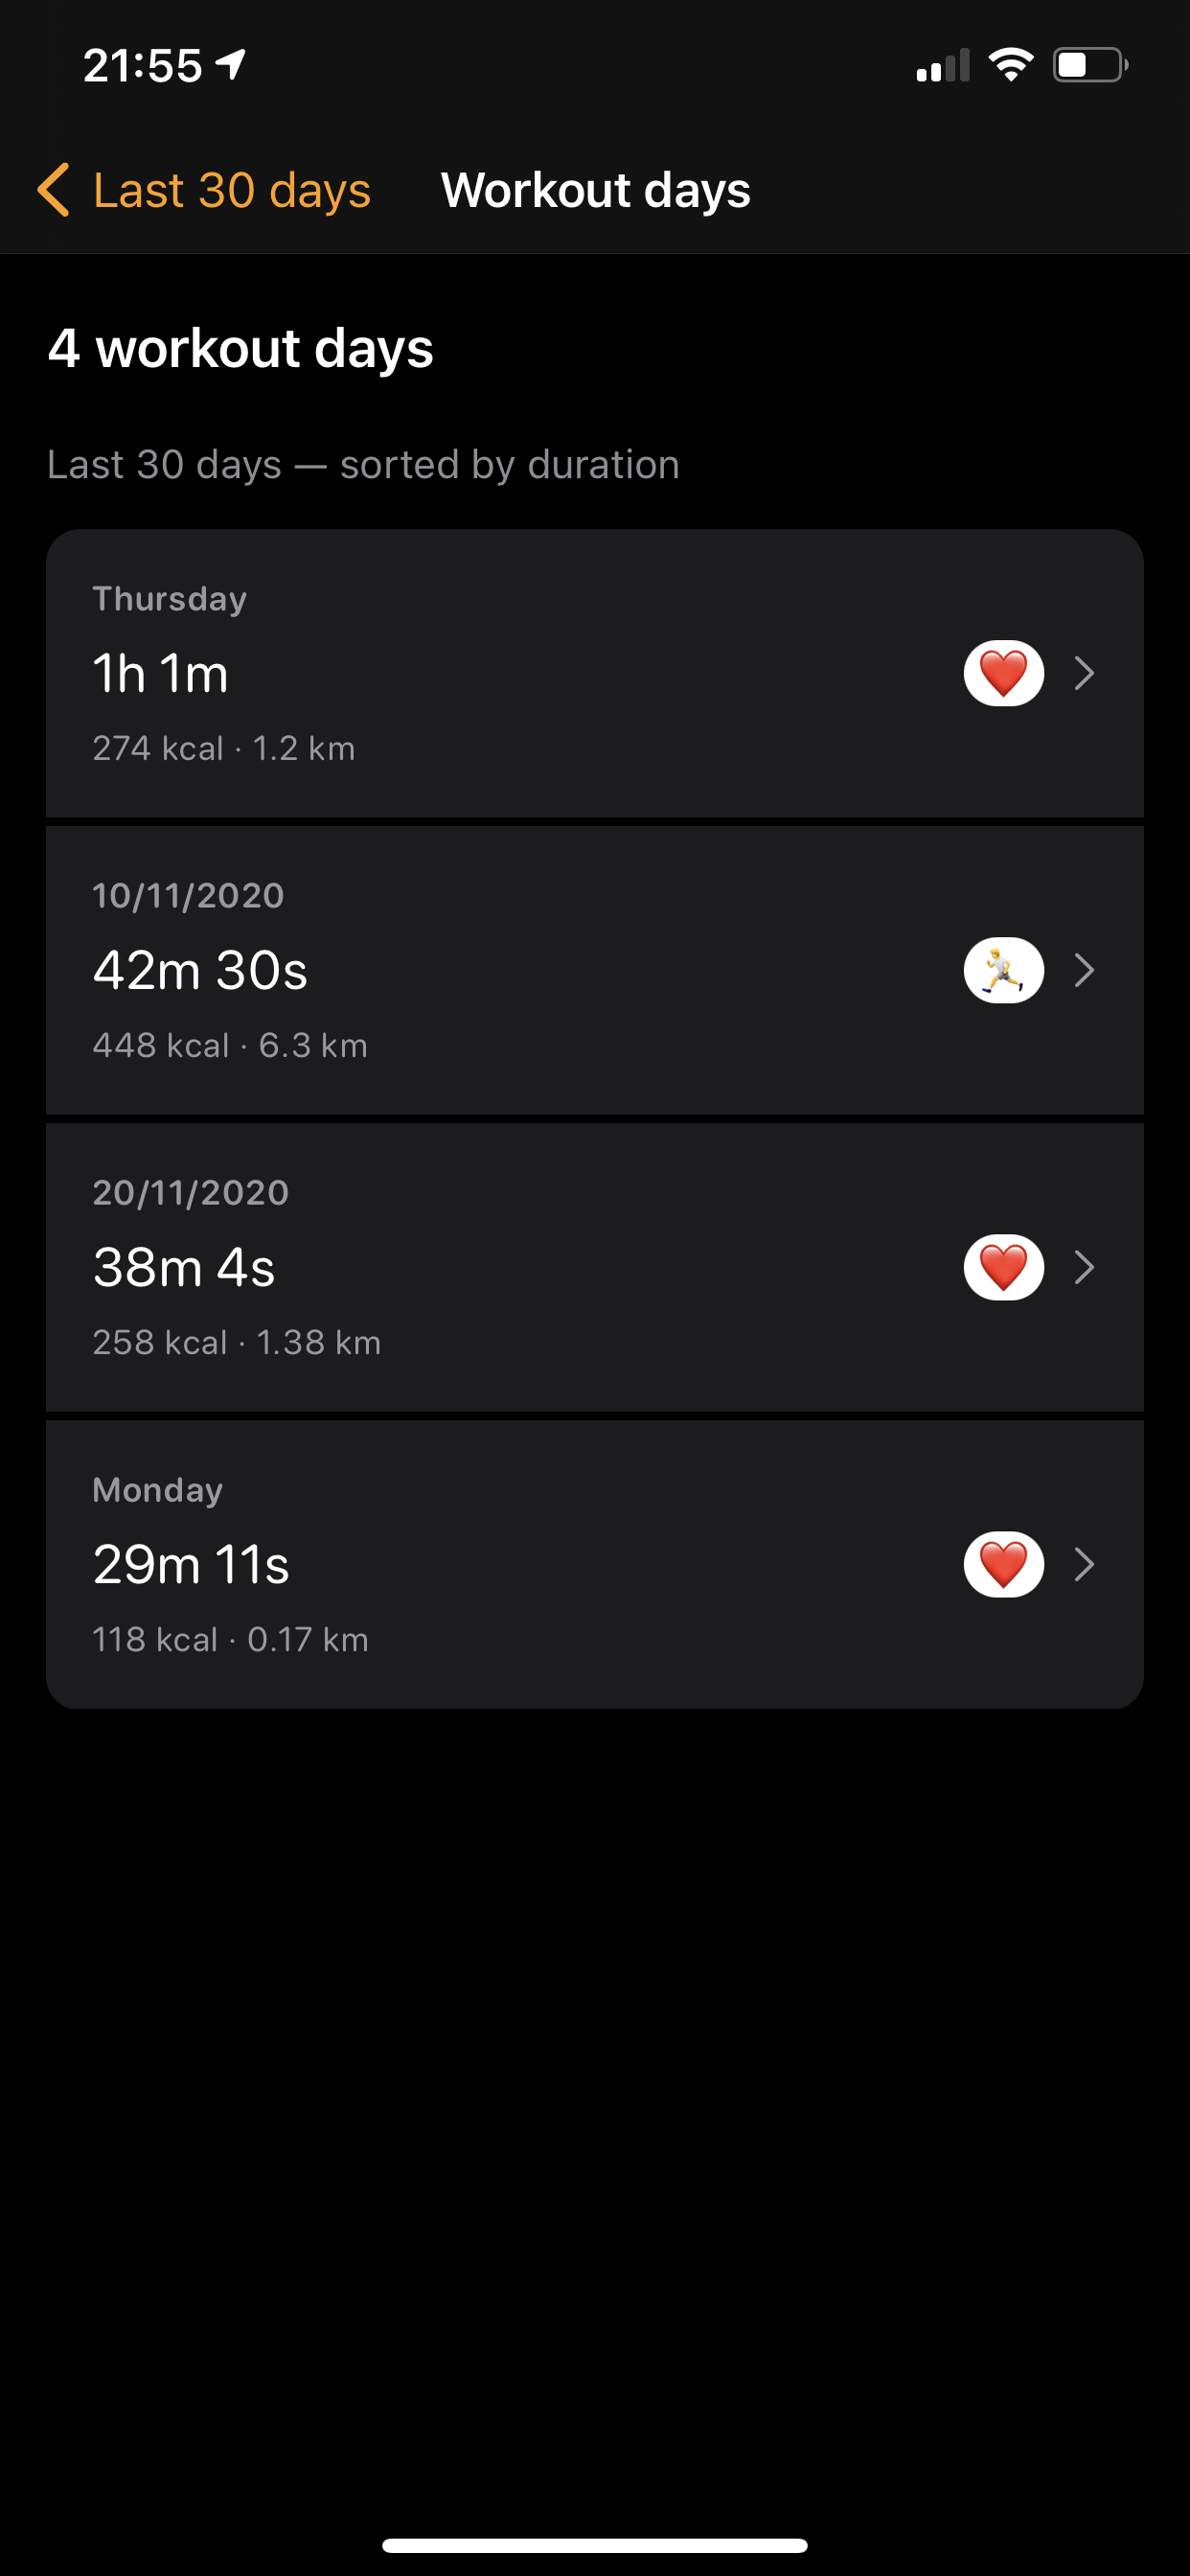 21:55
Last 30 days
Workout days
4 workout days
Last 30 days — sorted by duration
Thursday
1h 1m
274 kcal · 1.2 km
10/11/2020
42m 30s
448 kcal · 6.3 km
20/11/2020
38m 4s
258 kcal · 1.38 km
Monday
29m 11s
118 kcal · 0.17 km